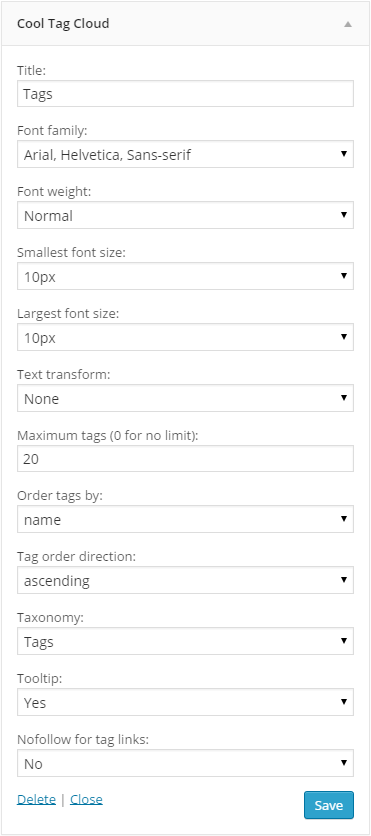 Cool Tag Cloud
Title:
Tags
Font family:
Arial, Helvetica, Sans-serif
Font weight:
Normal
Smallest font size:
10px
Largest font size:
10px
Text transform:
None
Maximum tags (0 for no limit):
20
Order tags by:
name
Tag order direction:
ascending
Taxonomy:
Tags
Tooltip:
Yes
Nofollow for tag links:
No
Delete | Close Save